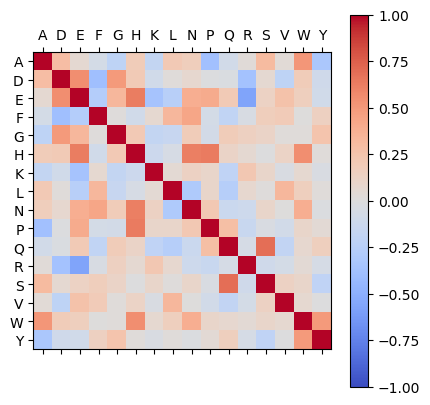 A D E F G H K L N P Q R S V W Y
A
D
E
F
G
H
K
L
N
P
Q
R
S
V
W
Y
1.00
0.75
0.50
0.25
0.00
−0.25
−0.50
−0.75
−1.00